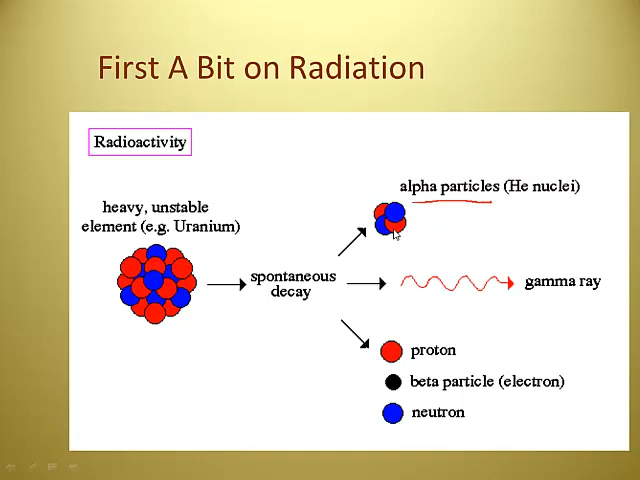 First A Bit on Radiation
Radioactivity
alpha particles (He nuclei)
heavy, unstable
element (e.g. Uranium)
spontaneous
decay
gamma ray
proton
beta particle (electron)
neutron